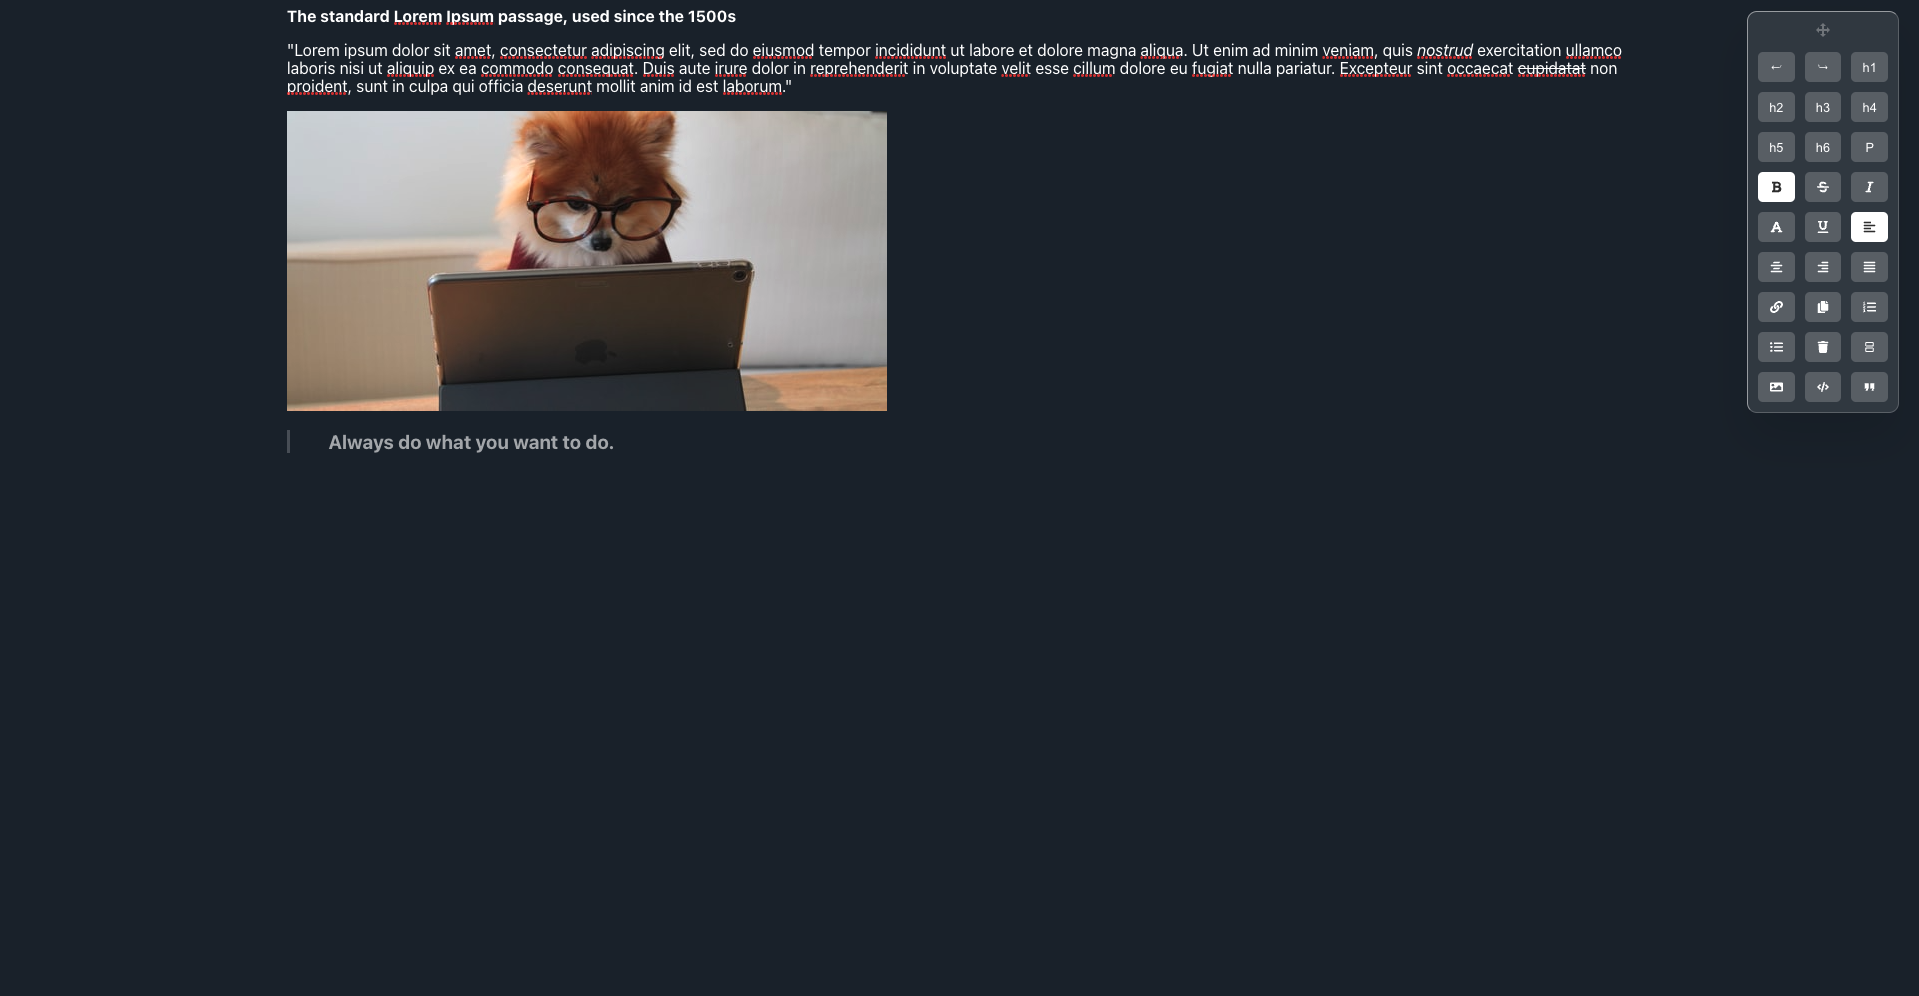 The standard Lorem Ipsum passage, used since the 1500s
"Lorem ipsum dolor sit amet, consectetur adipiscing elit, sed do eiusmod tempor incididunt ut labore et dolore magna aliqua. Ut enim ad minim veniam, quis nostrud exercitation ullamco
laboris nisi ut aliquip ex ea commodo consequat. Duis aute irure dolor in reprehenderit in voluptate velit esse cillum dolore eu fugiat nulla pariatur. Excepteur sint occaecat cupidatat non
proident, sunt in culpa qui officia deserunt mollit anim id est laborum."
Always do what you want to do.
h1
h2 h3 h4
h5 h6 P
B S I
A U